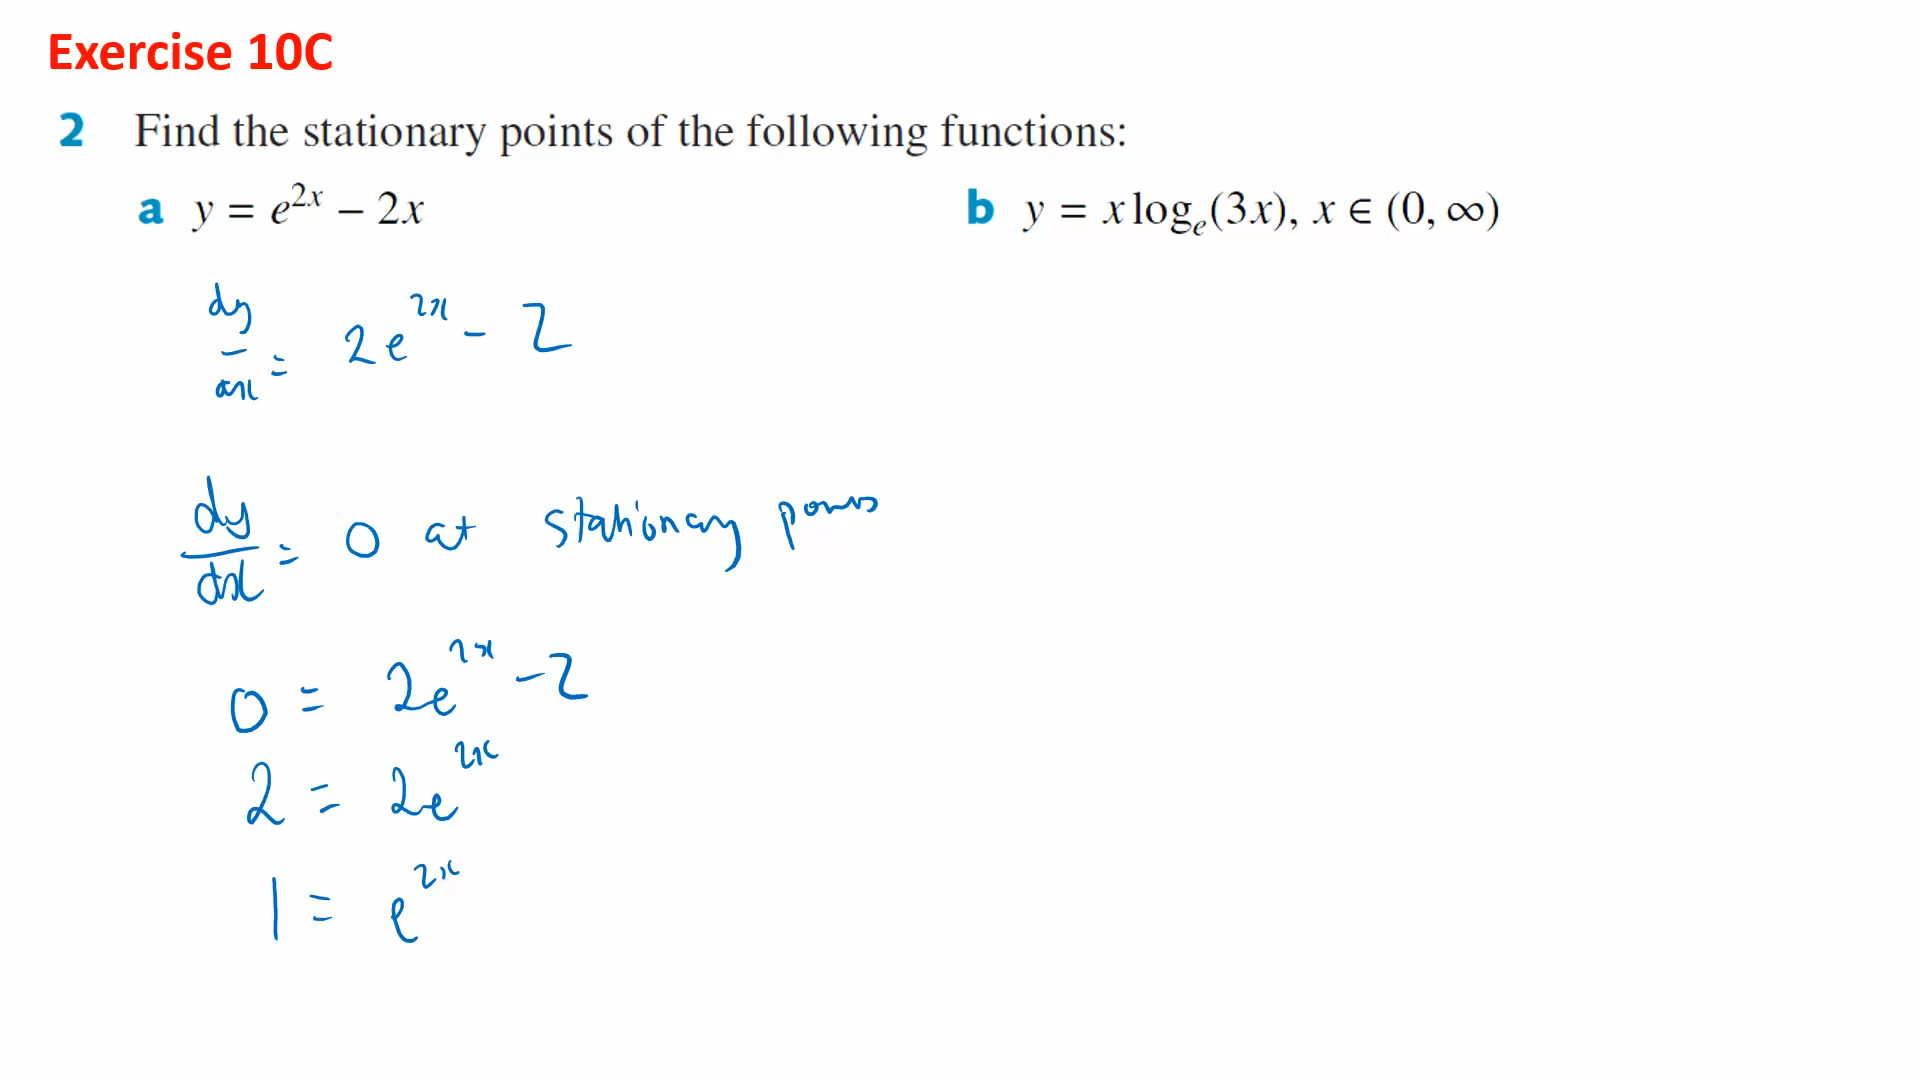 Exercise 10C
2 Find the stationary points of the following functions:
a y = e^{2x} − 2x
b y = x log_e(3x), x ∈ (0, ∞)
dy/dx = 2e^{2x} − 2
dy/dx = 0 at stationary points
0 = 2e^{2x} − 2
2 = 2e^{2x}
1 = e^{2x}